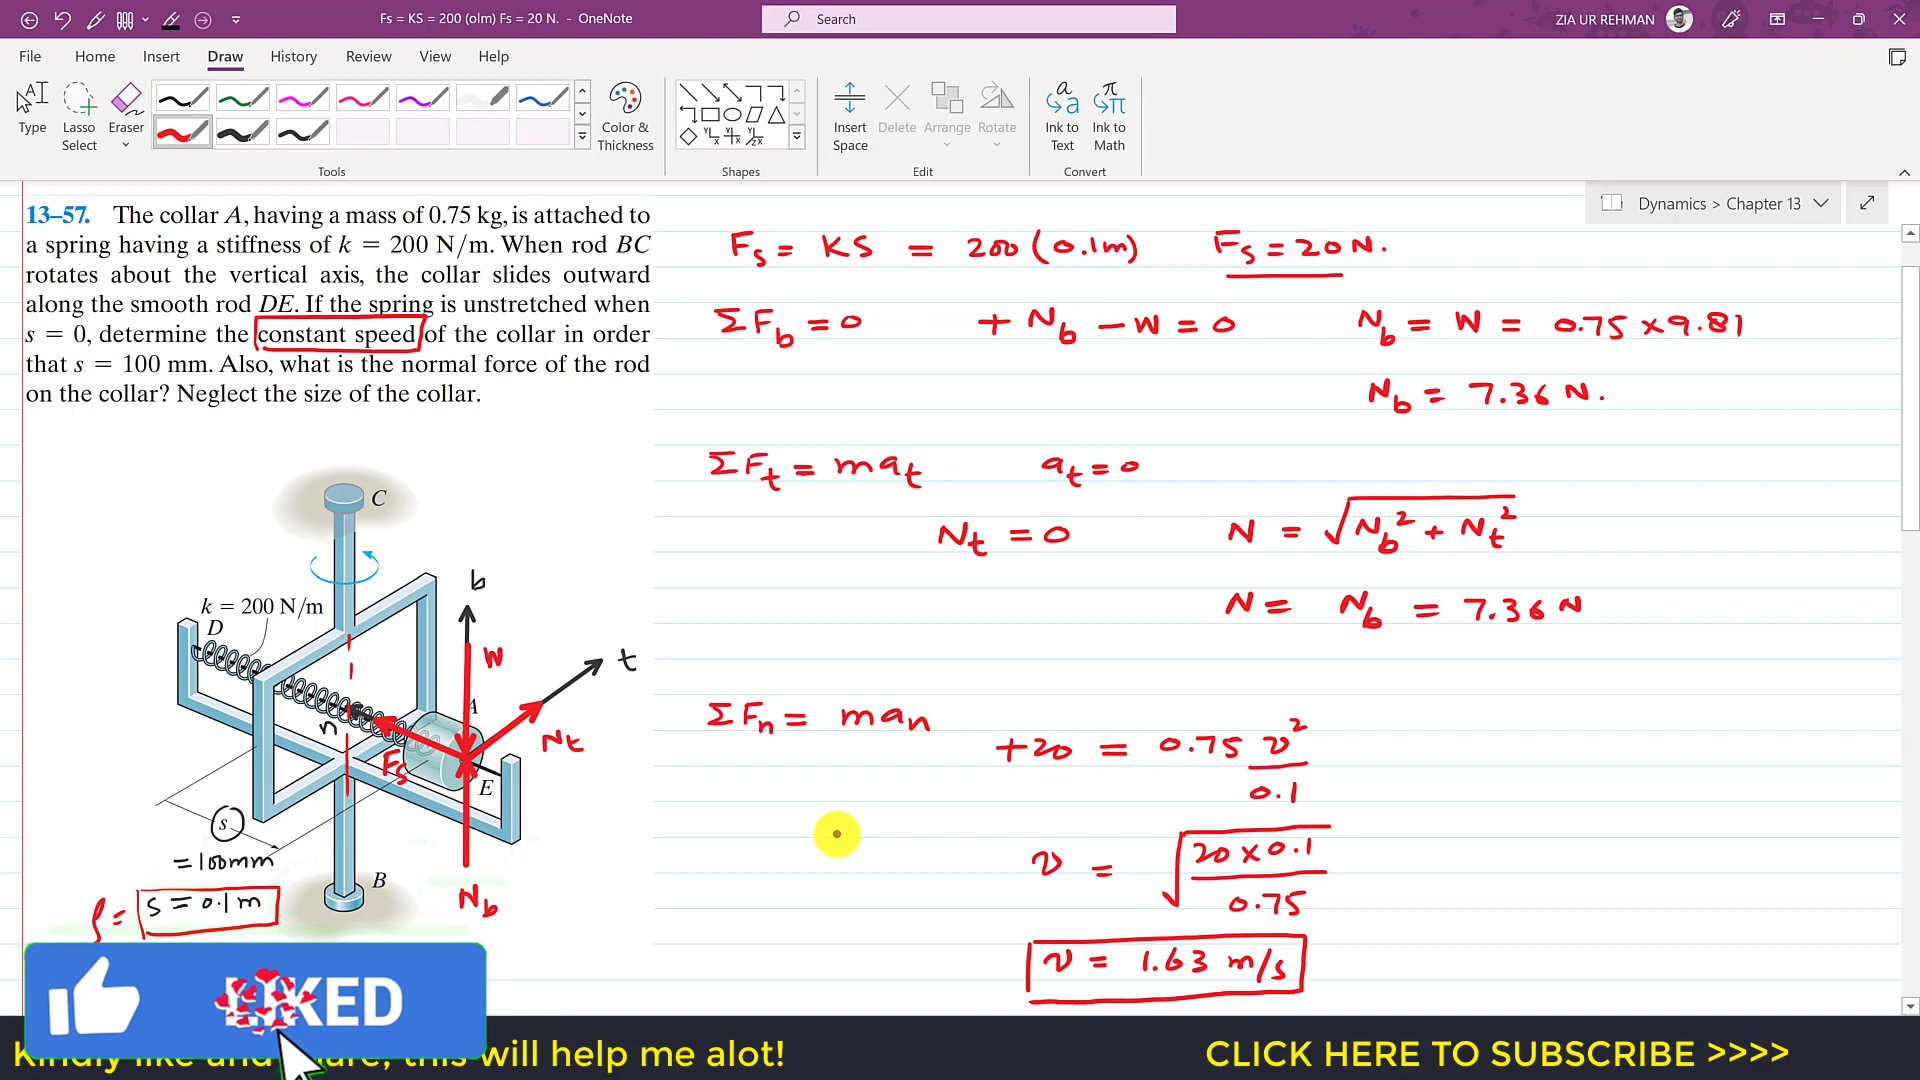 Fs = KS = 200 (olm) Fs = 20 N. - OneNote
Search
ZIA UR REHMAN
File Home Insert Draw History Review View Help
Type
Lasso Select
Eraser
Color & Thickness
Insert Space
Delete
Arrange
Rotate
Ink to Text
Ink to Math
Tools
Shapes
Edit
Convert
Dynamics > Chapter 13
13–57. The collar A, having a mass of 0.75 kg, is attached to
a spring having a stiffness of k = 200 N/m. When rod BC
rotates about the vertical axis, the collar slides outward
along the smooth rod DE. If the spring is unstretched when
s = 0, determine the constant speed of the collar in order
that s = 100 mm. Also, what is the normal force of the rod
on the collar? Neglect the size of the collar.
C
b
k = 200 N/m
D
W
t
A
n
Nt
Fs
E
s
= 100mm
B
Nb
ρ = s = 0.1 m
Fs = KS = 200 (0.1m) Fs = 20 N.
ΣFb = 0 + Nb − W = 0 Nb = W = 0.75 × 9.81
Nb = 7.36 N.
ΣFt = mat at = 0
Nt = 0 N = √Nb² + Nt²
N = Nb = 7.36 N
ΣFn = man
+20 = 0.75 v²/0.1
v = √20 × 0.1/0.75
v = 1.63 m/s
LIKED
Kindly like and share, this will help me alot!
CLICK HERE TO SUBSCRIBE >>>>